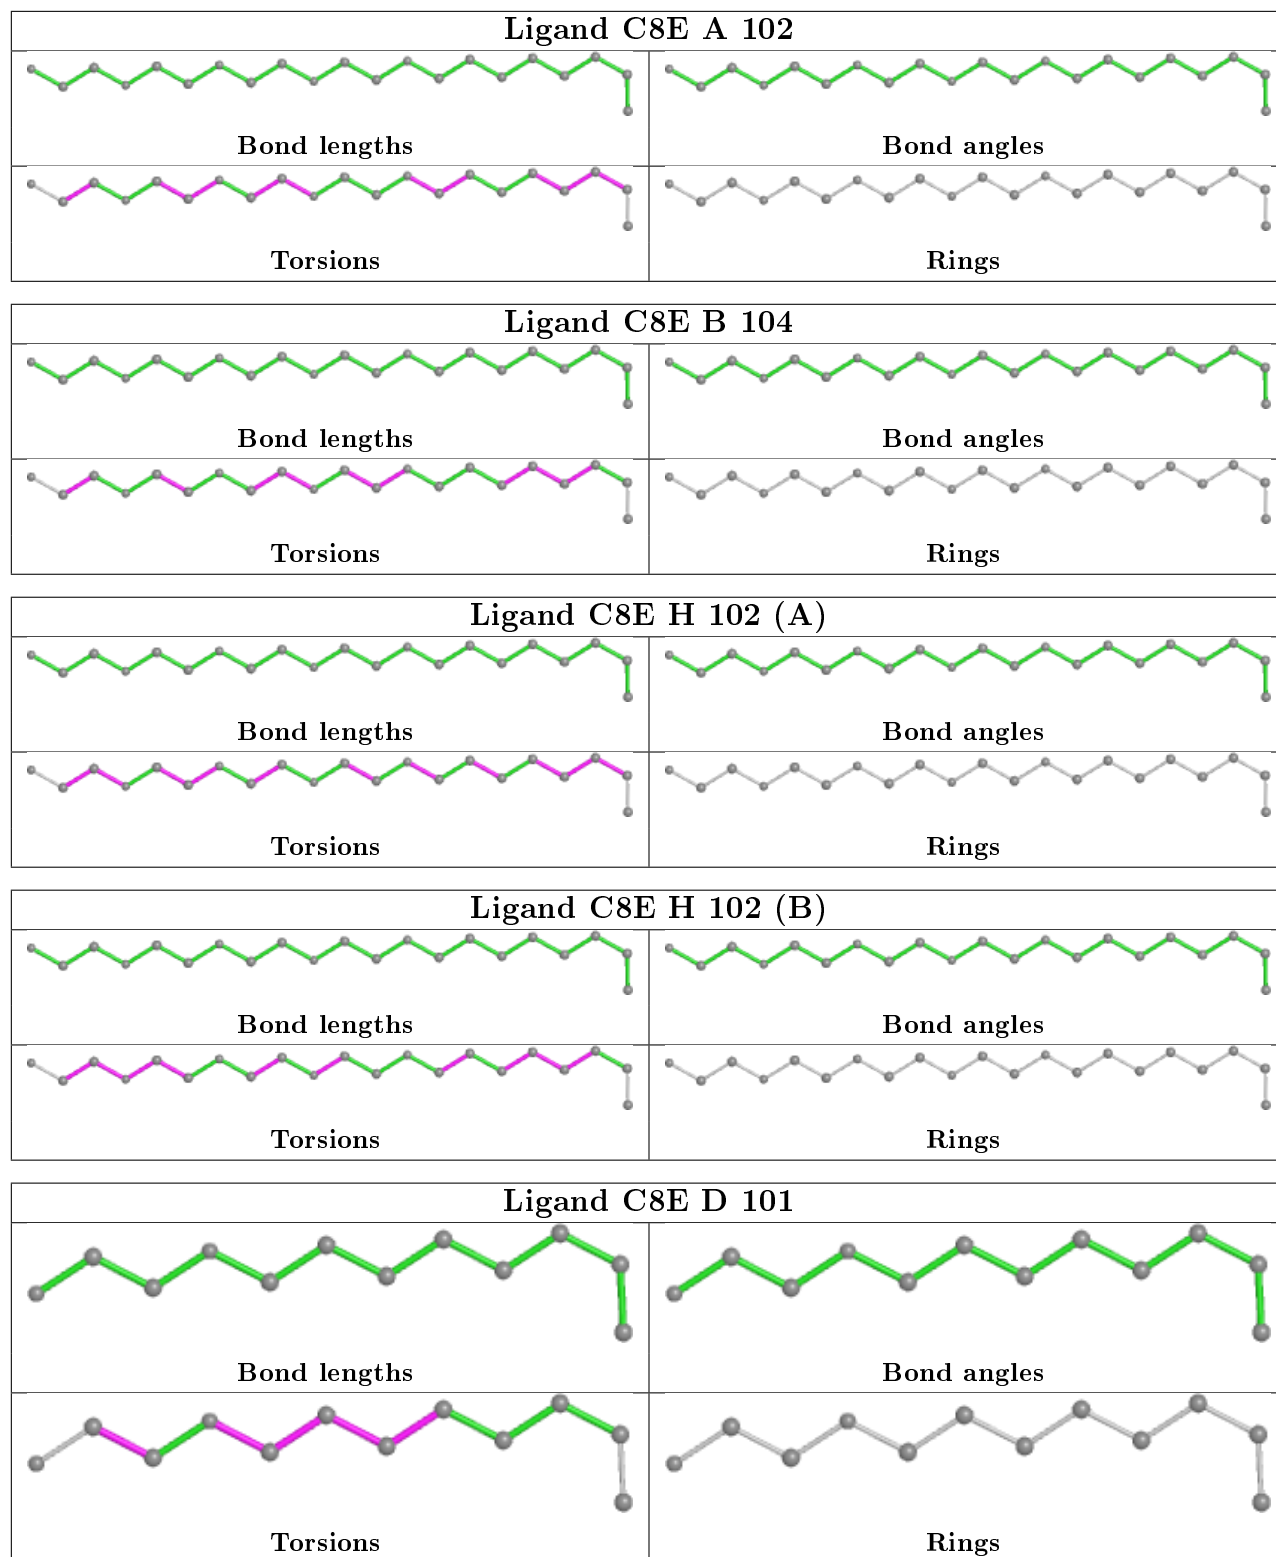 Ligand C8E A 102
Bond lengths
Bond angles
Torsions
Rings
Ligand C8E B 104
Bond lengths
Bond angles
Torsions
Rings
Ligand C8E H 102 (A)
Bond lengths
Bond angles
Torsions
Rings
Ligand C8E H 102 (B)
Bond lengths
Bond angles
Torsions
Rings
Ligand C8E D 101
Bond lengths
Bond angles
Torsions
Rings